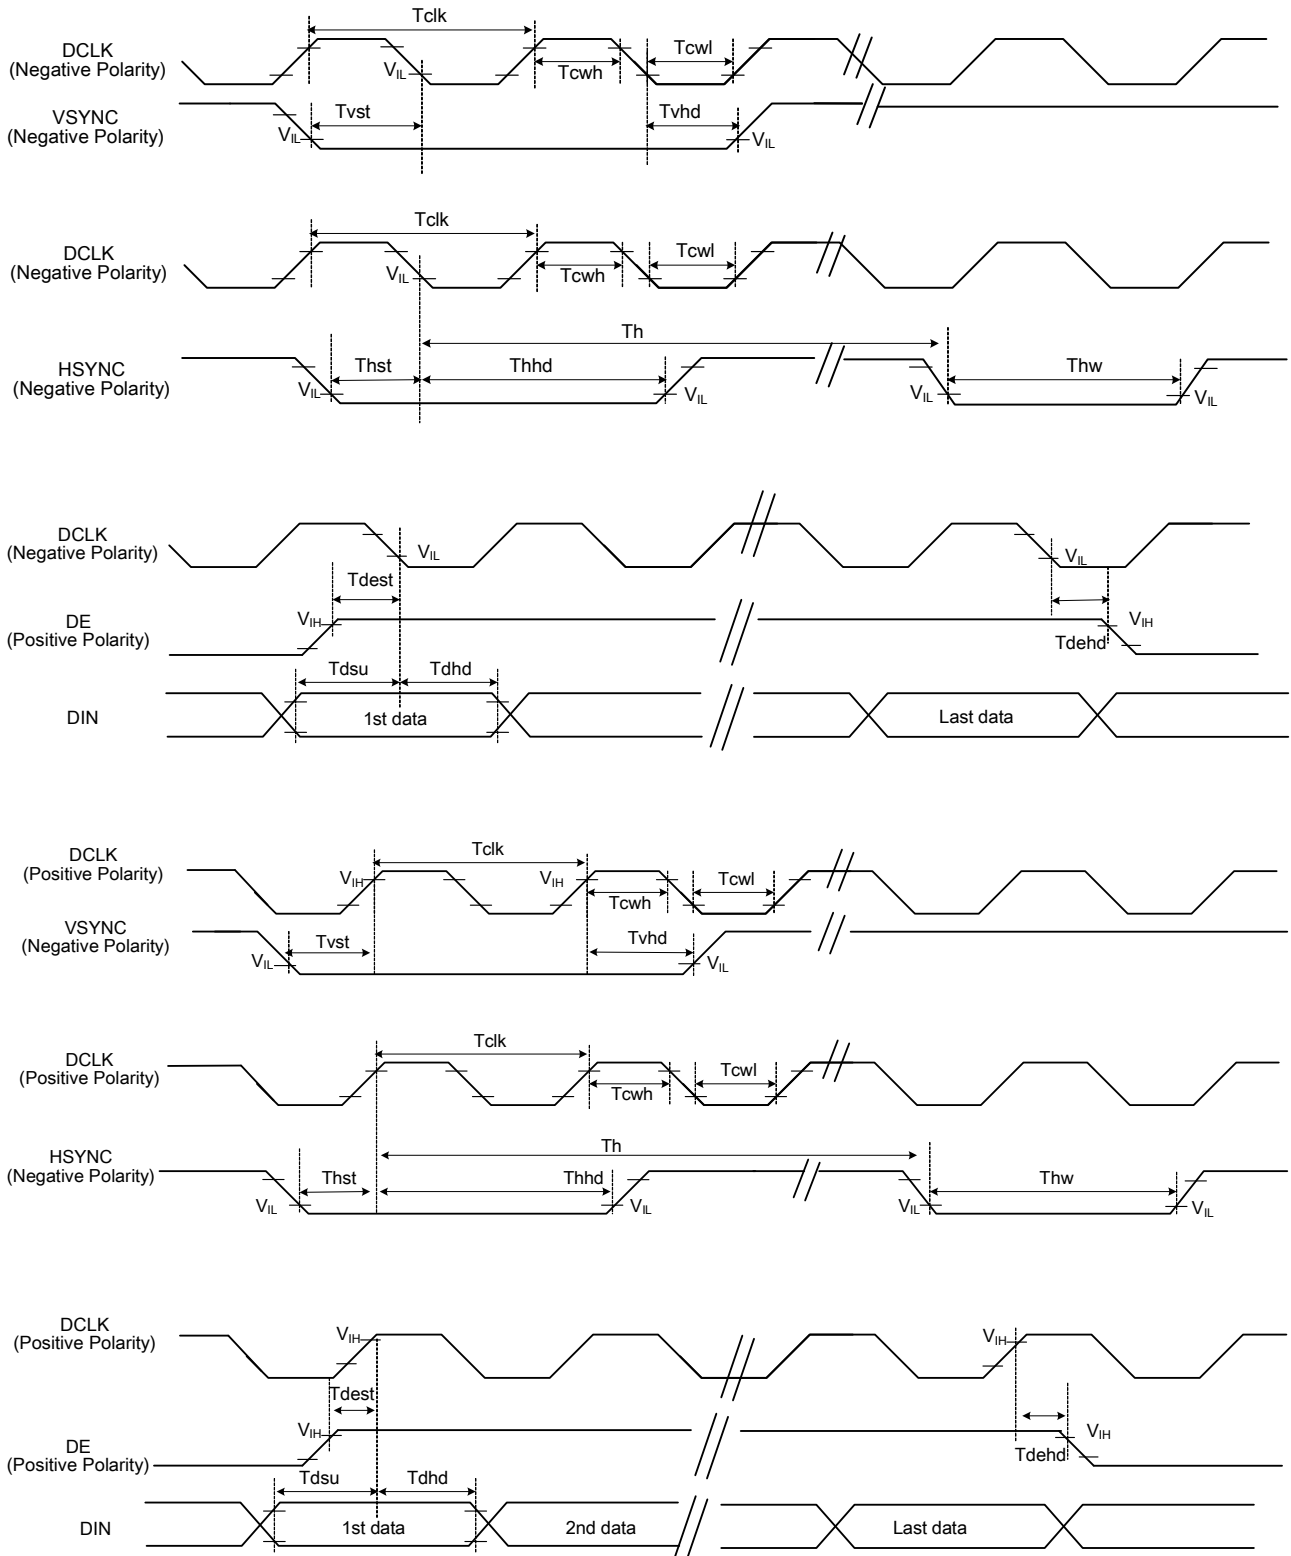 Tclk
DCLK
(Negative Polarity)
Tcwl
VIL
Tcwh
VSYNC
(Negative Polarity)
Tvst
Tvhd
VIL
VIL
Tclk
DCLK
(Negative Polarity)
Tcwl
VIL
Tcwh
Th
HSYNC
(Negative Polarity)
Thst
Thhd
Thw
VIL
VIL
VIL
VIL
DCLK
(Negative Polarity)
VIL
VIL
Tdest
DE
(Positive Polarity)
VIH
VIH
Tdehd
Tdsu
Tdhd
DIN
1st data
Last data
DCLK
(Positive Polarity)
Tclk
VIH
VIH
Tcwl
Tcwh
VSYNC
(Negative Polarity)
Tvst
Tvhd
VIL
VIL
Tclk
DCLK
(Positive Polarity)
Tcwl
Tcwh
Th
HSYNC
(Negative Polarity)
Thst
Thhd
Thw
VIL
VIL
VIL
VIL
DCLK
(Positive Polarity)
VIH
VIH
Tdest
DE
(Positive Polarity)
VIH
VIH
Tdehd
Tdsu
Tdhd
DIN
1st data
2nd data
Last data